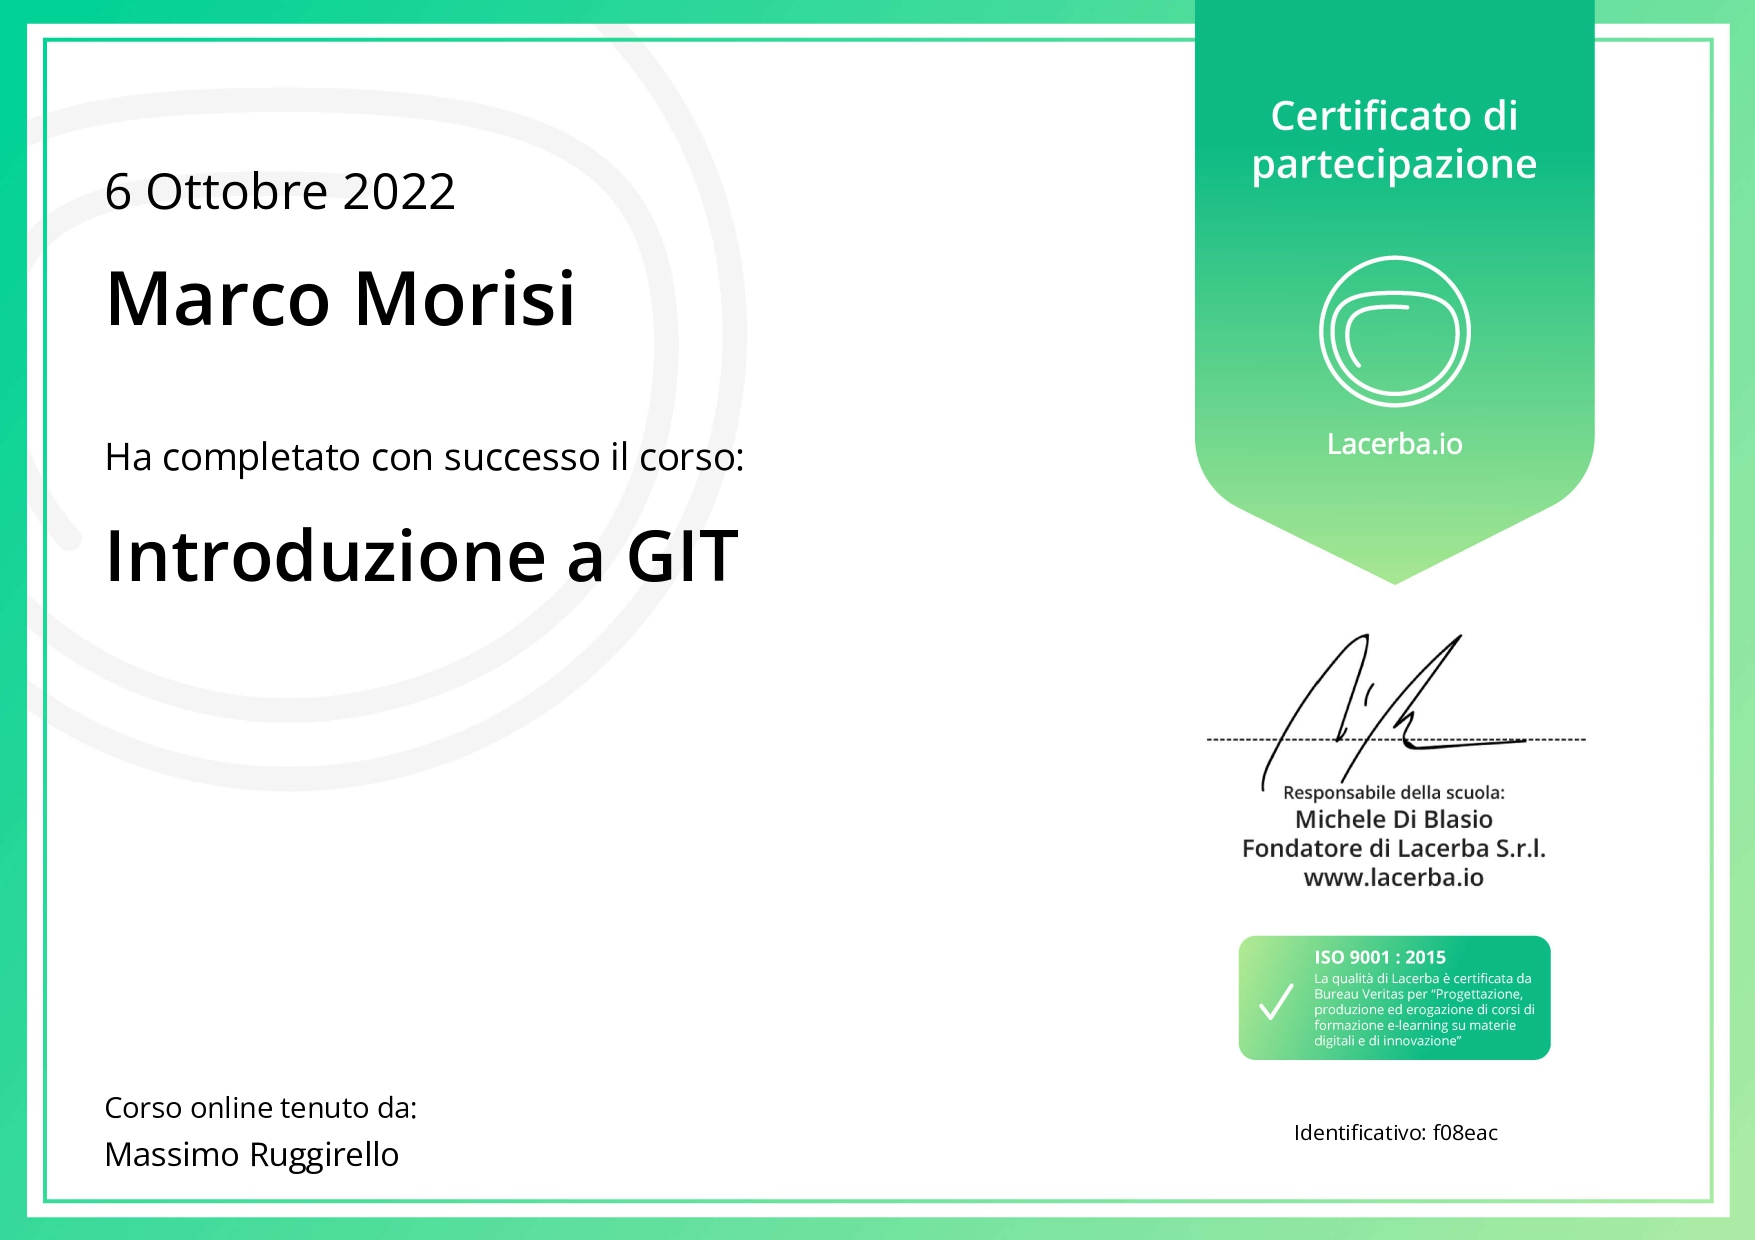 6 Ottobre 2022
Marco Morisi
Ha completato con successo il corso:
Introduzione a GIT
Corso online tenuto da:
Massimo Ruggirello
Certificato di
partecipazione
Lacerba.io
Responsabile della scuola:
Michele Di Blasio
Fondatore di Lacerba S.r.l.
www.lacerba.io
ISO 9001 : 2015
La qualità di Lacerba è certificata da
Bureau Veritas per “Progettazione,
produzione ed erogazione di corsi di
formazione e-learning su materie
digitali e di innovazione”
Identificativo: f08eac